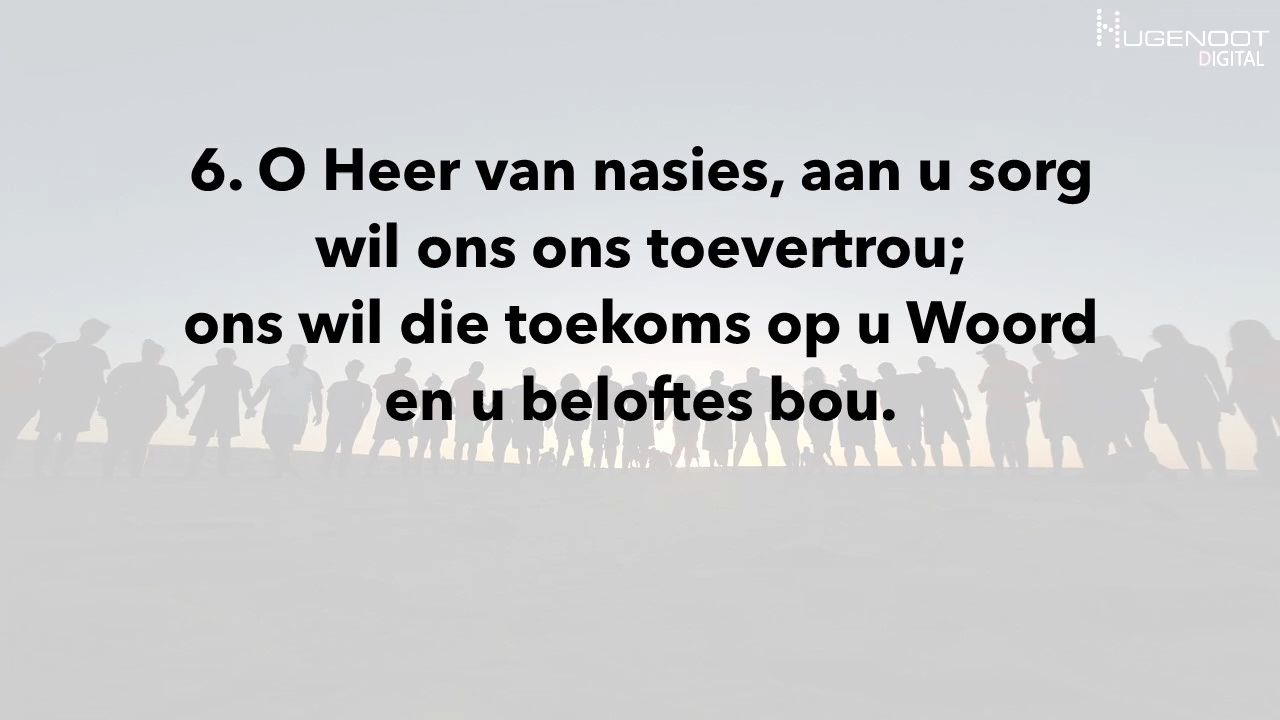 HUGENOOT
DIGITAL
6. O Heer van nasies, aan u sorg
wil ons ons toevertrou;
ons wil die toekoms op u Woord
en u beloftes bou.